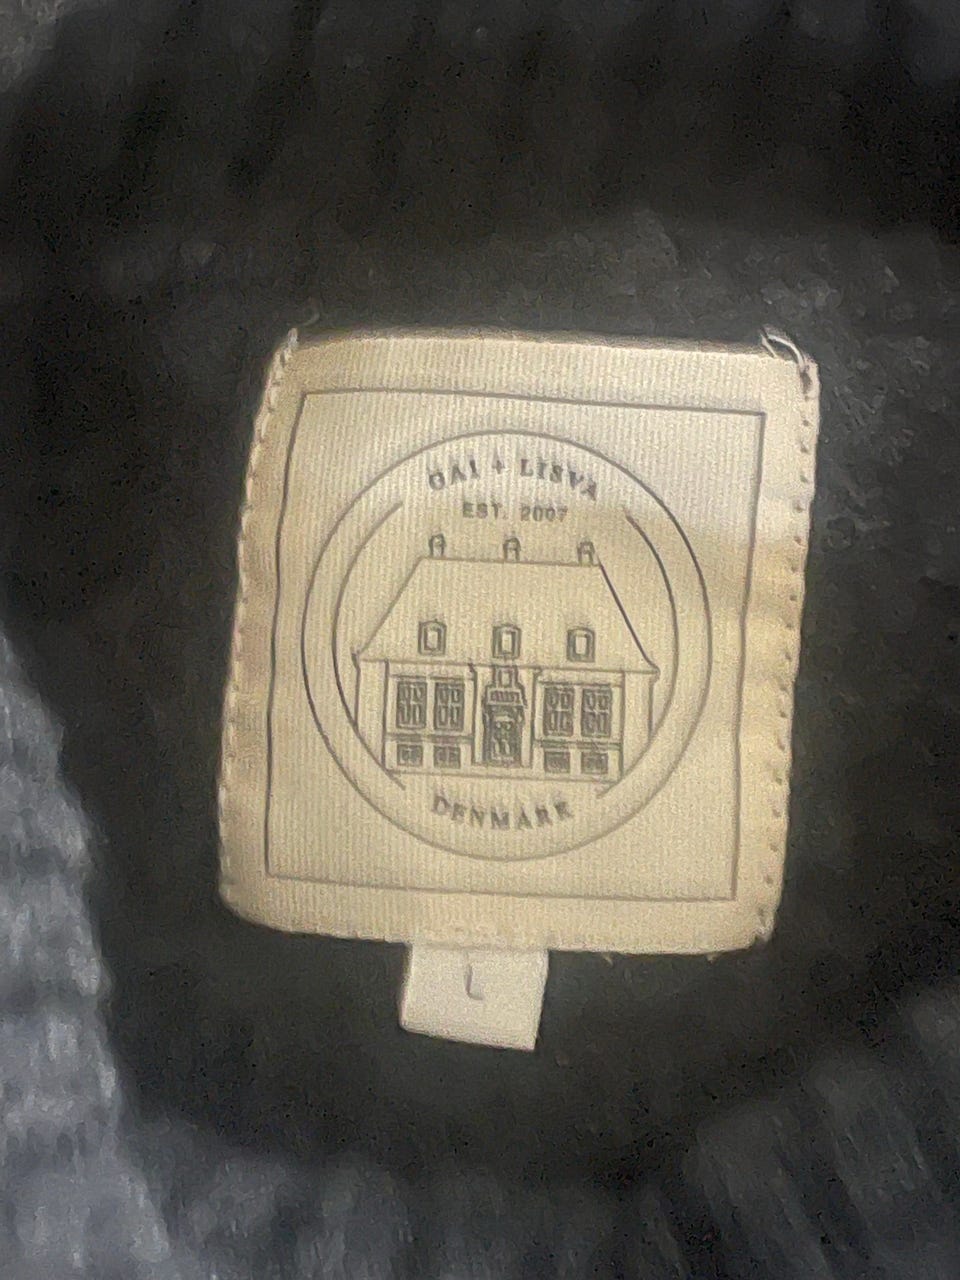 GAI + LISVA
EST. 2007
DENMARK
L